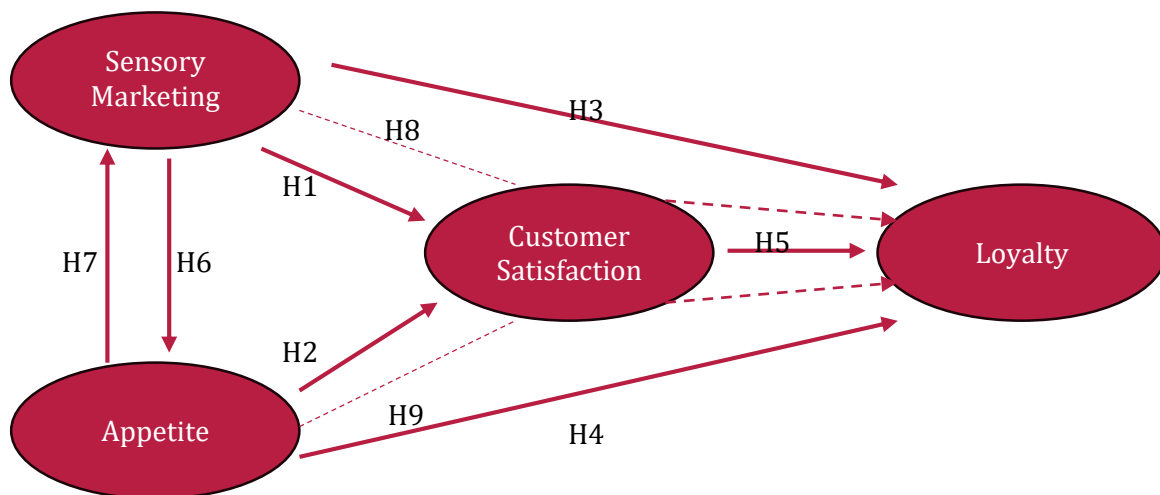 Sensory
Marketing
H3
H8
H1
Customer
Satisfaction
H5
Loyalty
H7
H6
H2
Appetite
H9
H4